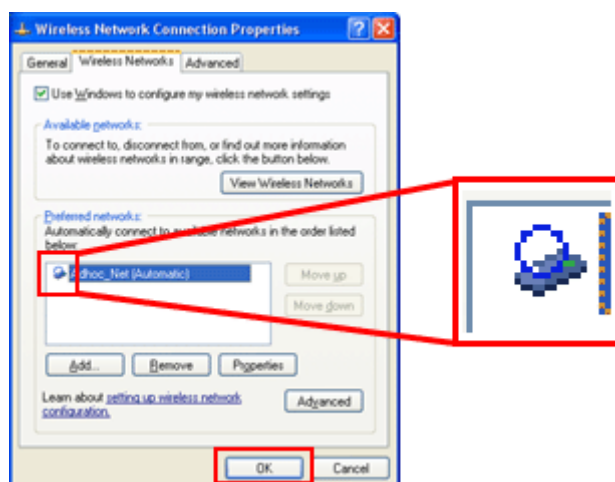 Wireless Network Connection Properties
General Wireless Networks Advanced
Use Windows to configure my wireless network settings
Available networks:
To connect to, disconnect from, or find out more information
about wireless networks in range, click the button below.
View Wireless Networks
Preferred networks:
Automatically connect to available networks in the order listed
below:
Adhoc_Net (Automatic)
Move up
Move down
Add... Remove Properties
Learn about setting up wireless network
configuration.
Advanced
OK Cancel